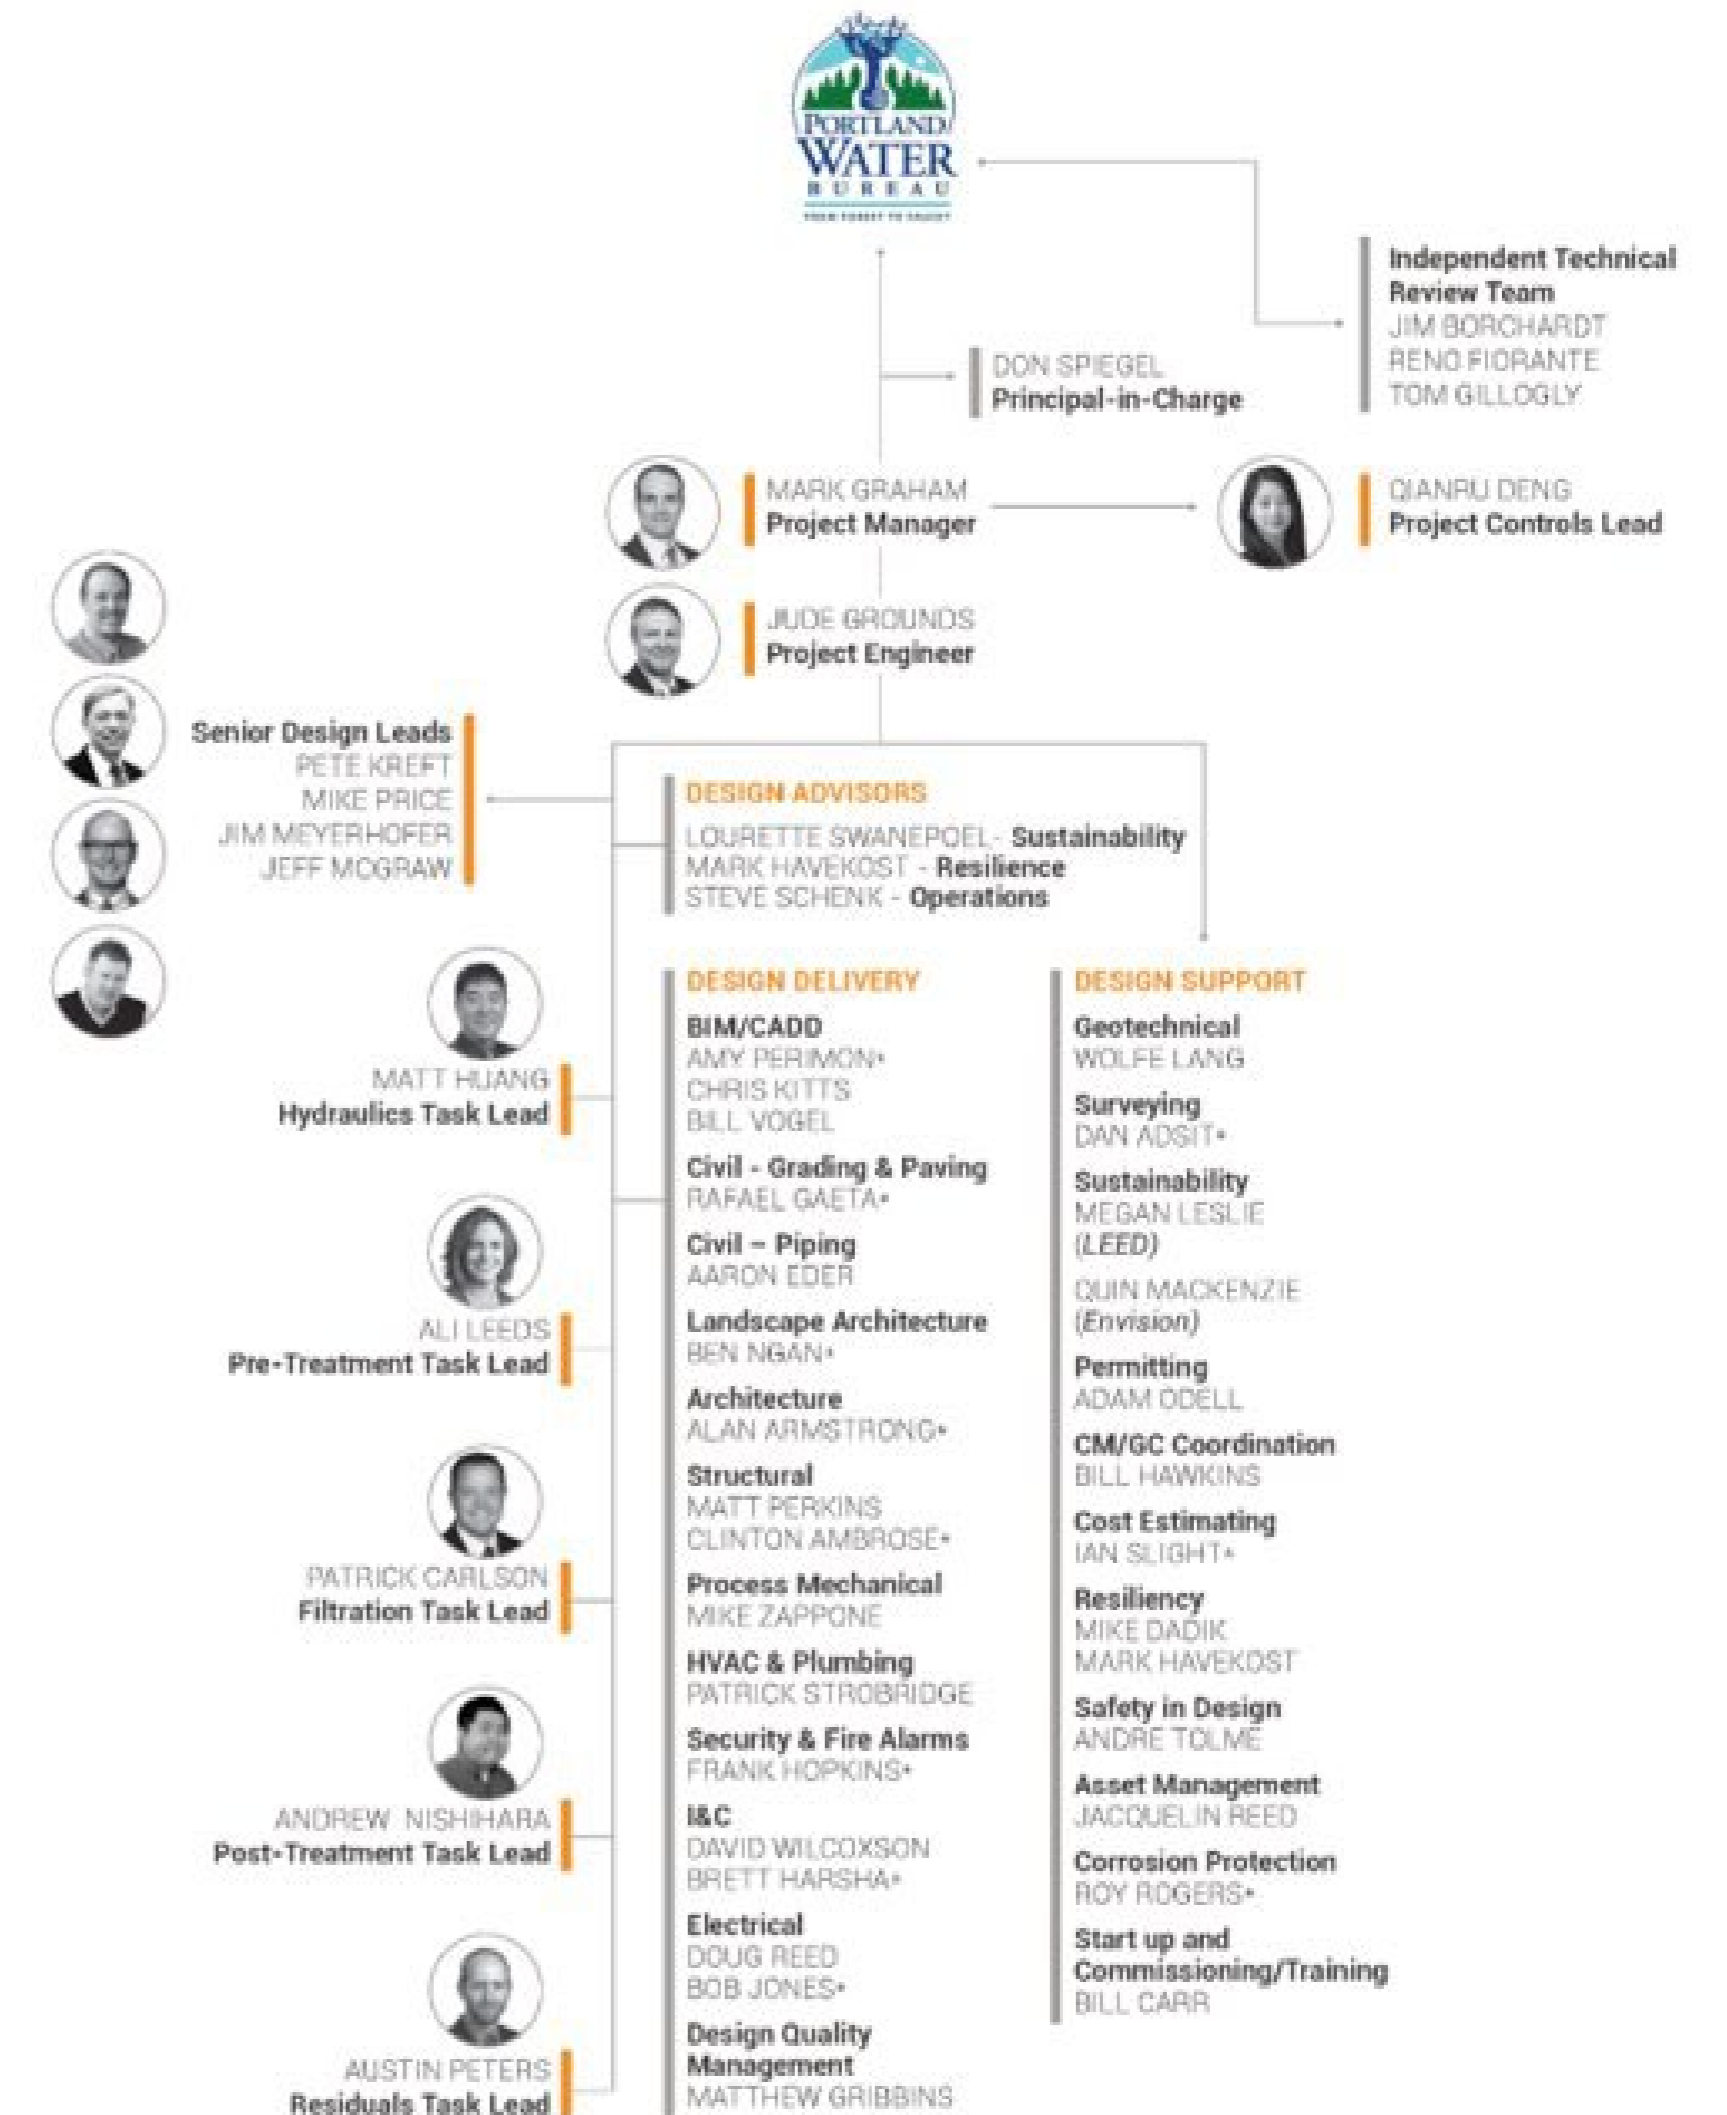 PORTLAND
WATER
BUREAU
FROM FOREST TO FAUCET
Independent Technical
Review Team
JIM BORCHARDT
RENO FIORANTE
TOM GILLOGLY
DON SPIEGEL
Principal-in-Charge
MARK GRAHAM
Project Manager
QIANRU DENG
Project Controls Lead
JUDE GROUNDS
Project Engineer
Senior Design Leads
PETE KREFT
MIKE PRICE
JIM MEYERHOFER
JEFF MCGRAW
DESIGN ADVISORS
LOURETTE SWANEPOEL- Sustainability
MARK HAVEKOST - Resilience
STEVE SCHENK - Operations
MATT HUANG
Hydraulics Task Lead
ALI LEEDS
Pre-Treatment Task Lead
PATRICK CARLSON
Filtration Task Lead
ANDREW NISHIHARA
Post-Treatment Task Lead
AUSTIN PETERS
Residuals Task Lead
DESIGN DELIVERY
BIM/CADD
AMY PERIMON*
CHRIS KITTS
BILL VOGEL
Civil - Grading & Paving
RAFAEL GAETA*
Civil – Piping
AARON EDER
Landscape Architecture
BEN NGAN*
Architecture
ALAN ARMSTRONG*
Structural
MATT PERKINS
CLINTON AMBROSE*
Process Mechanical
MIKE ZAPPONE
HVAC & Plumbing
PATRICK STROBRIDGE
Security & Fire Alarms
FRANK HOPKINS*
I&C
DAVID WILCOXSON
BRETT HARSHA*
Electrical
DOUG REED
BOB JONES*
Design Quality
Management
MATTHEW GRIBBINS
DESIGN SUPPORT
Geotechnical
WOLFE LANG
Surveying
DAN ADSIT*
Sustainability
MEGAN LESLIE
(LEED)
QUIN MACKENZIE
(Envision)
Permitting
ADAM ODELL
CM/GC Coordination
BILL HAWKINS
Cost Estimating
IAN SLIGHT*
Resiliency
MIKE DADIK
MARK HAVEKOST
Safety in Design
ANDRE TOLME
Asset Management
JACQUELIN REED
Corrosion Protection
ROY ROGERS*
Start up and
Commissioning/Training
BILL CARR